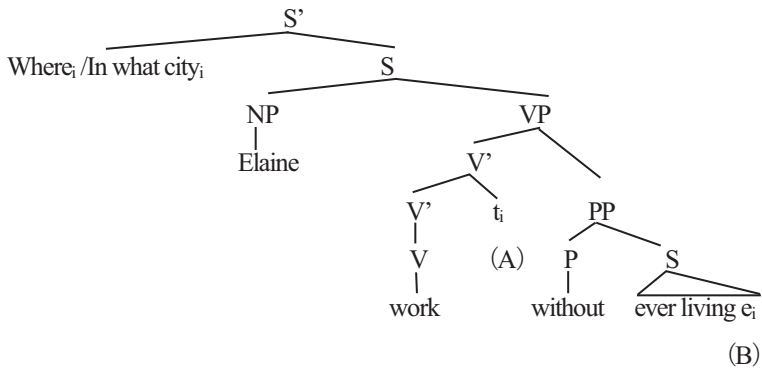 S’
Whereᵢ /In what cityᵢ S
NP VP
Elaine V’
V’ tᵢ PP
V (A) P S
work without ever living eᵢ
(B)